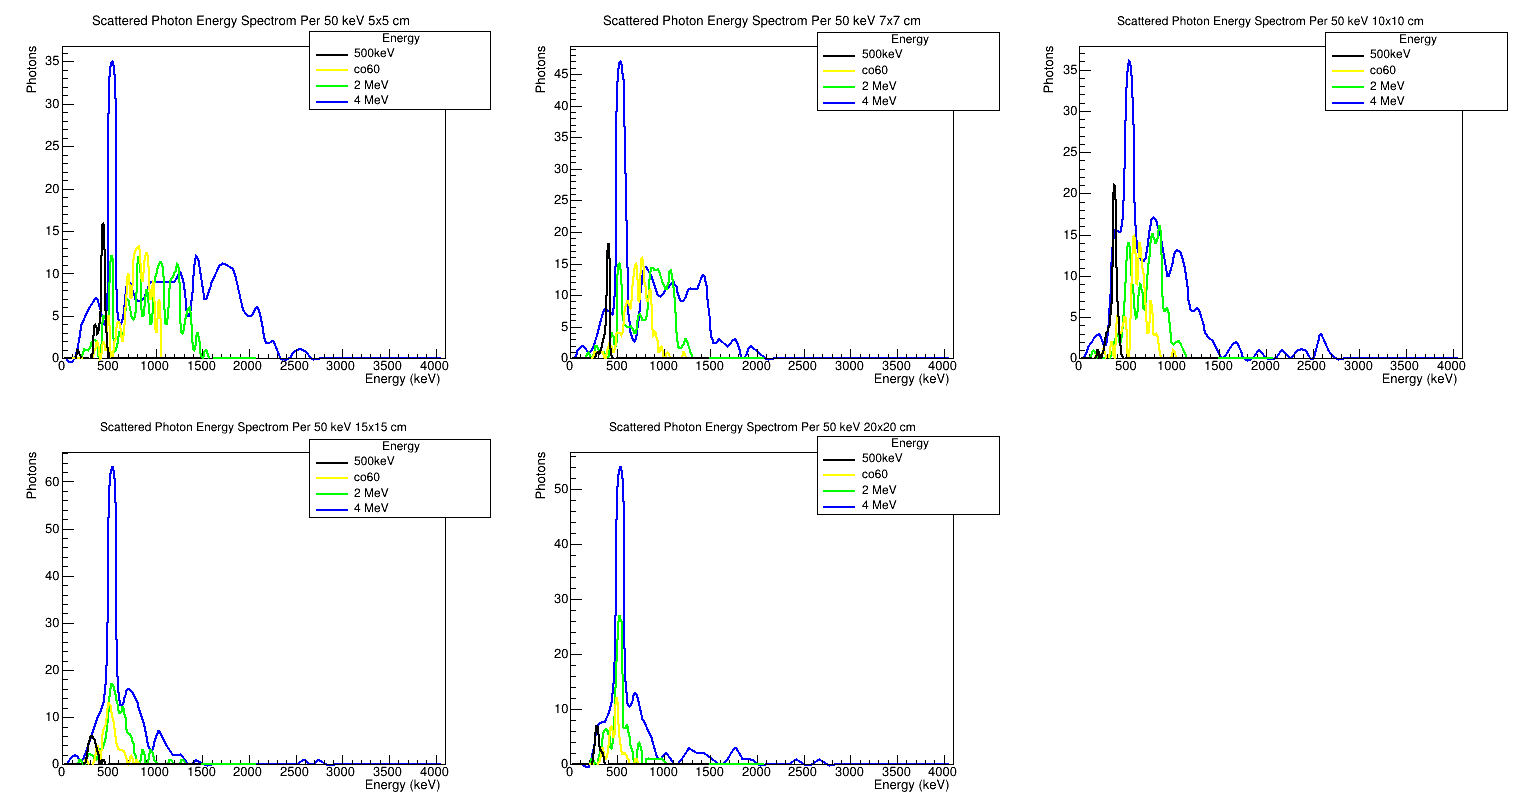 Scattered Photon Energy Spectrom Per 50 keV 5x5 cm
Photons
Energy
500keV
co60
2 MeV
4 MeV
35
30
25
20
15
10
5
0
0 500 1000 1500 2000 2500 3000 3500 4000
Energy (keV)
Scattered Photon Energy Spectrom Per 50 keV 7x7 cm
Photons
Energy
500keV
co60
2 MeV
4 MeV
45
40
35
30
25
20
15
10
5
0
0 500 1000 1500 2000 2500 3000 3500 4000
Energy (keV)
Scattered Photon Energy Spectrom Per 50 keV 10x10 cm
Photons
Energy
500keV
co60
2 MeV
4 MeV
35
30
25
20
15
10
5
0
0 500 1000 1500 2000 2500 3000 3500 4000
Energy (keV)
Scattered Photon Energy Spectrom Per 50 keV 15x15 cm
Photons
Energy
500keV
co60
2 MeV
4 MeV
60
50
40
30
20
10
0
0 500 1000 1500 2000 2500 3000 3500 4000
Energy (keV)
Scattered Photon Energy Spectrom Per 50 keV 20x20 cm
Photons
Energy
500keV
co60
2 MeV
4 MeV
50
40
30
20
10
0
0 500 1000 1500 2000 2500 3000 3500 4000
Energy (keV)